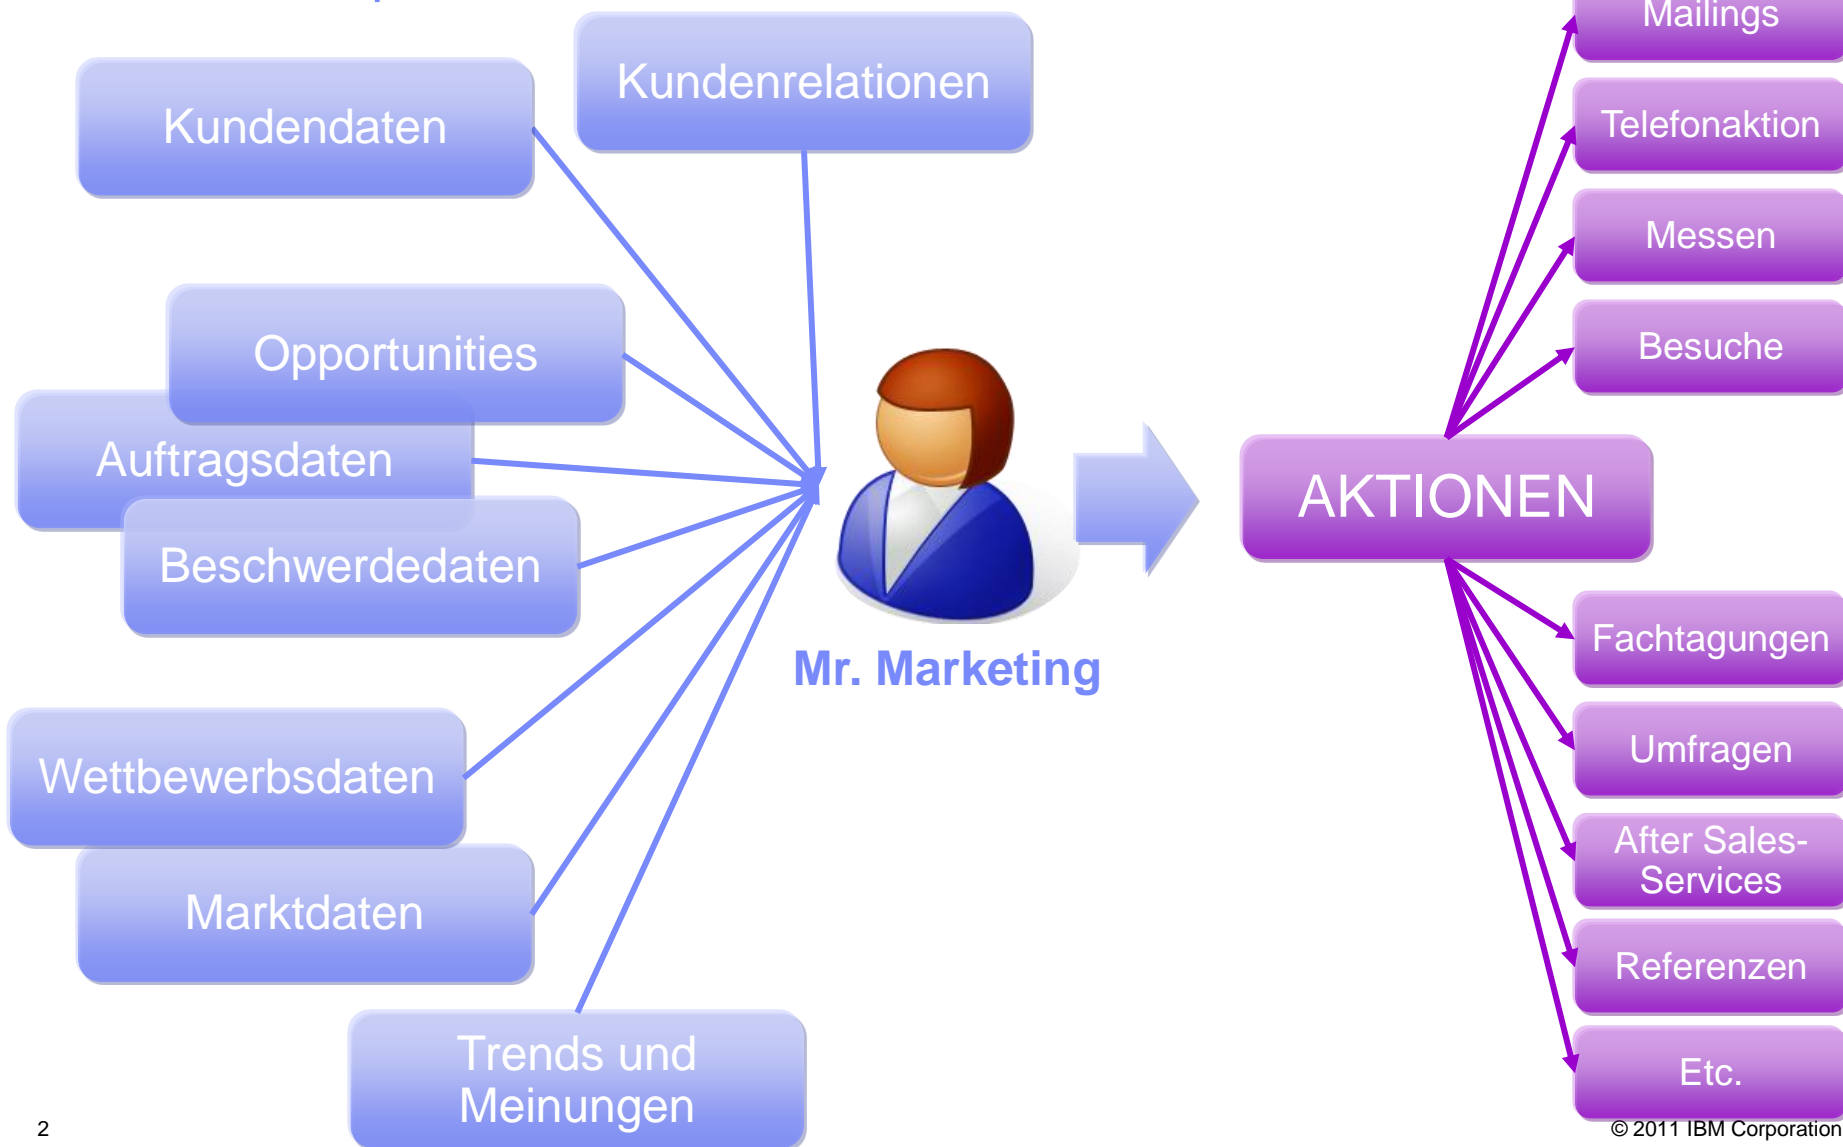 Kundendaten
Kundenrelationen
Opportunities
Auftragsdaten
Beschwerdedaten
Wettbewerbsdaten
Marktdaten
Trends und
Meinungen
Mr. Marketing
AKTIONEN
Mailings
Telefonaktion
Messen
Besuche
Fachtagungen
Umfragen
After Sales-
Services
Referenzen
Etc.
2
© 2011 IBM Corporation